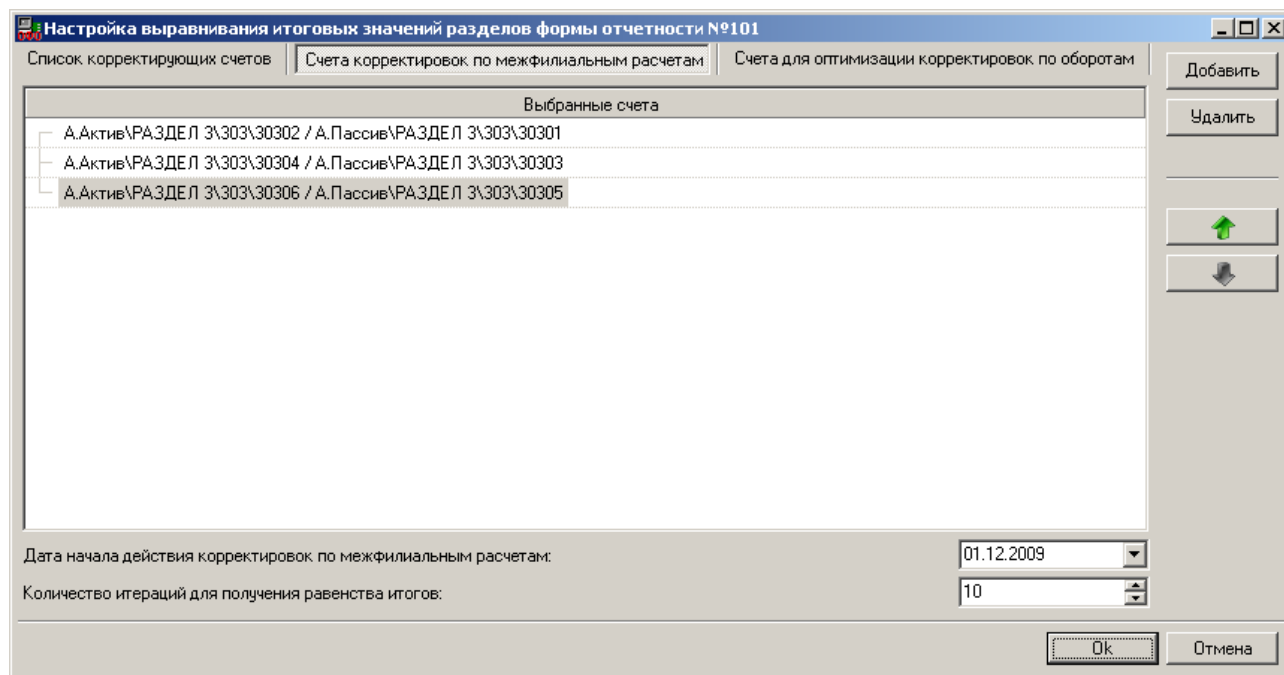 Настройка выравнивания итоговых значений разделов формы отчетности №101
Список корректирующих счетов
Счета корректировок по межфилиальным расчетам
Счета для оптимизации корректировок по оборотам
Добавить
Удалить
Выбранные счета
А.Актив\РАЗДЕЛ 3\303\30302 / А.Пассив\РАЗДЕЛ 3\303\30301
А.Актив\РАЗДЕЛ 3\303\30304 / А.Пассив\РАЗДЕЛ 3\303\30303
А.Актив\РАЗДЕЛ 3\303\30306 / А.Пассив\РАЗДЕЛ 3\303\30305
Дата начала действия корректировок по межфилиальным расчетам:
01.12.2009
Количество итераций для получения равенства итогов:
10
Ok
Отмена